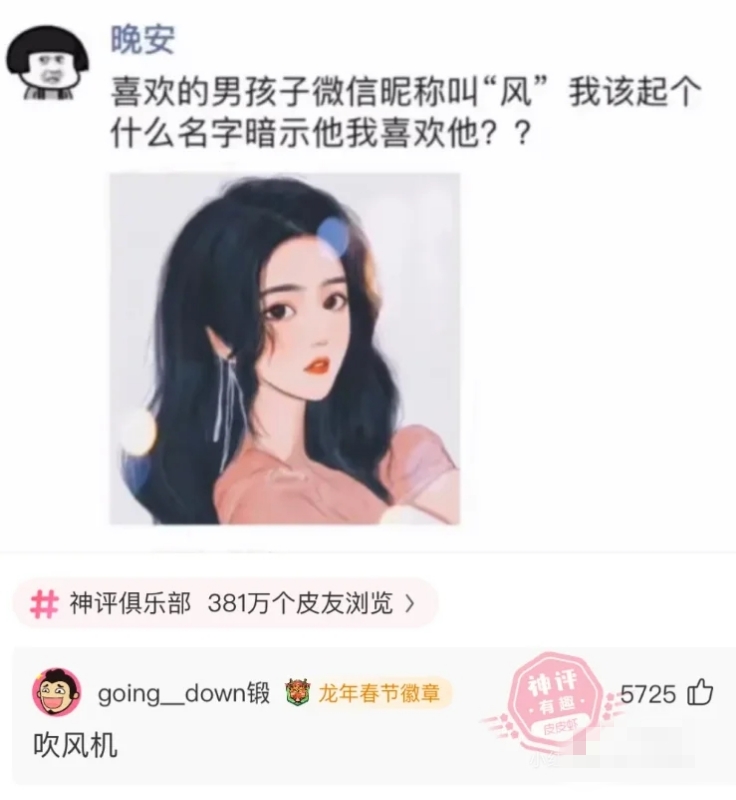 晚安
喜欢的男孩子微信昵称叫“风” 我该起个
什么名字暗示他我喜欢他？？
# 神评俱乐部 381万个皮友浏览 >
going__down锻 龙年春节徽章
神评
·有趣·
皮皮虾
5725
吹风机